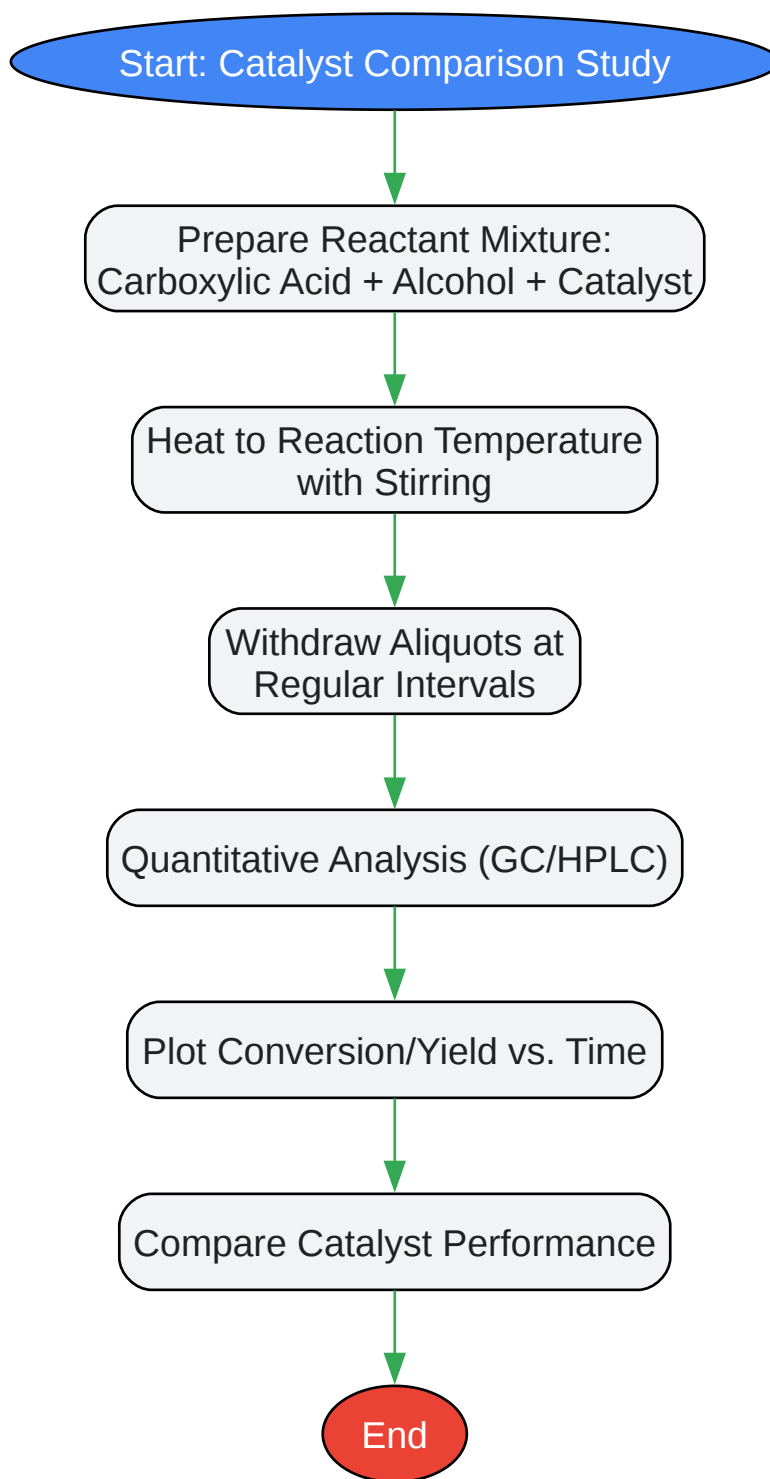 Start: Catalyst Comparison Study
Prepare Reactant Mixture:
Carboxylic Acid + Alcohol + Catalyst
Heat to Reaction Temperature
with Stirring
Withdraw Aliquots at
Regular Intervals
Quantitative Analysis (GC/HPLC)
Plot Conversion/Yield vs. Time
Compare Catalyst Performance
End